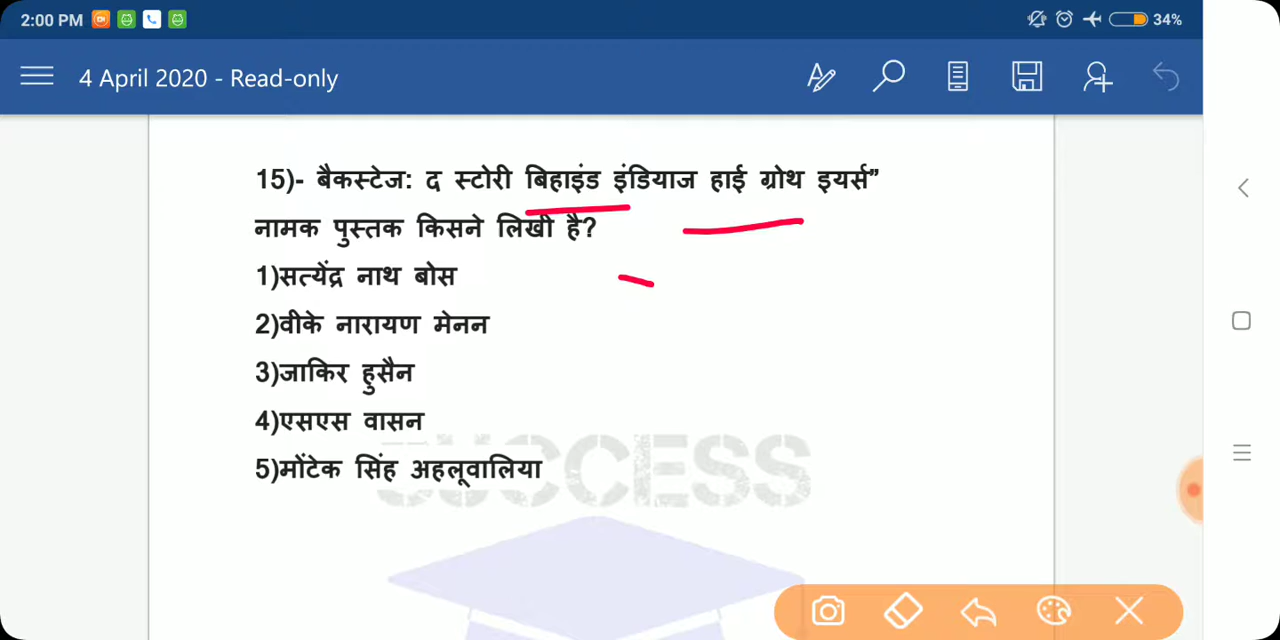 2:00 PM 34%
4 April 2020 - Read-only
15)- बैकस्टेज: द स्टोरी बिहाइंड इंडियाज हाई ग्रोथ इयर्स”
नामक पुस्तक किसने लिखी है?
1)सत्येंद्र नाथ बोस
2)वीके नारायण मेनन
3)जाकिर हुसैन
4)एसएस वासन
5)मोंटेक सिंह अहलूवालिया
SUCCESS